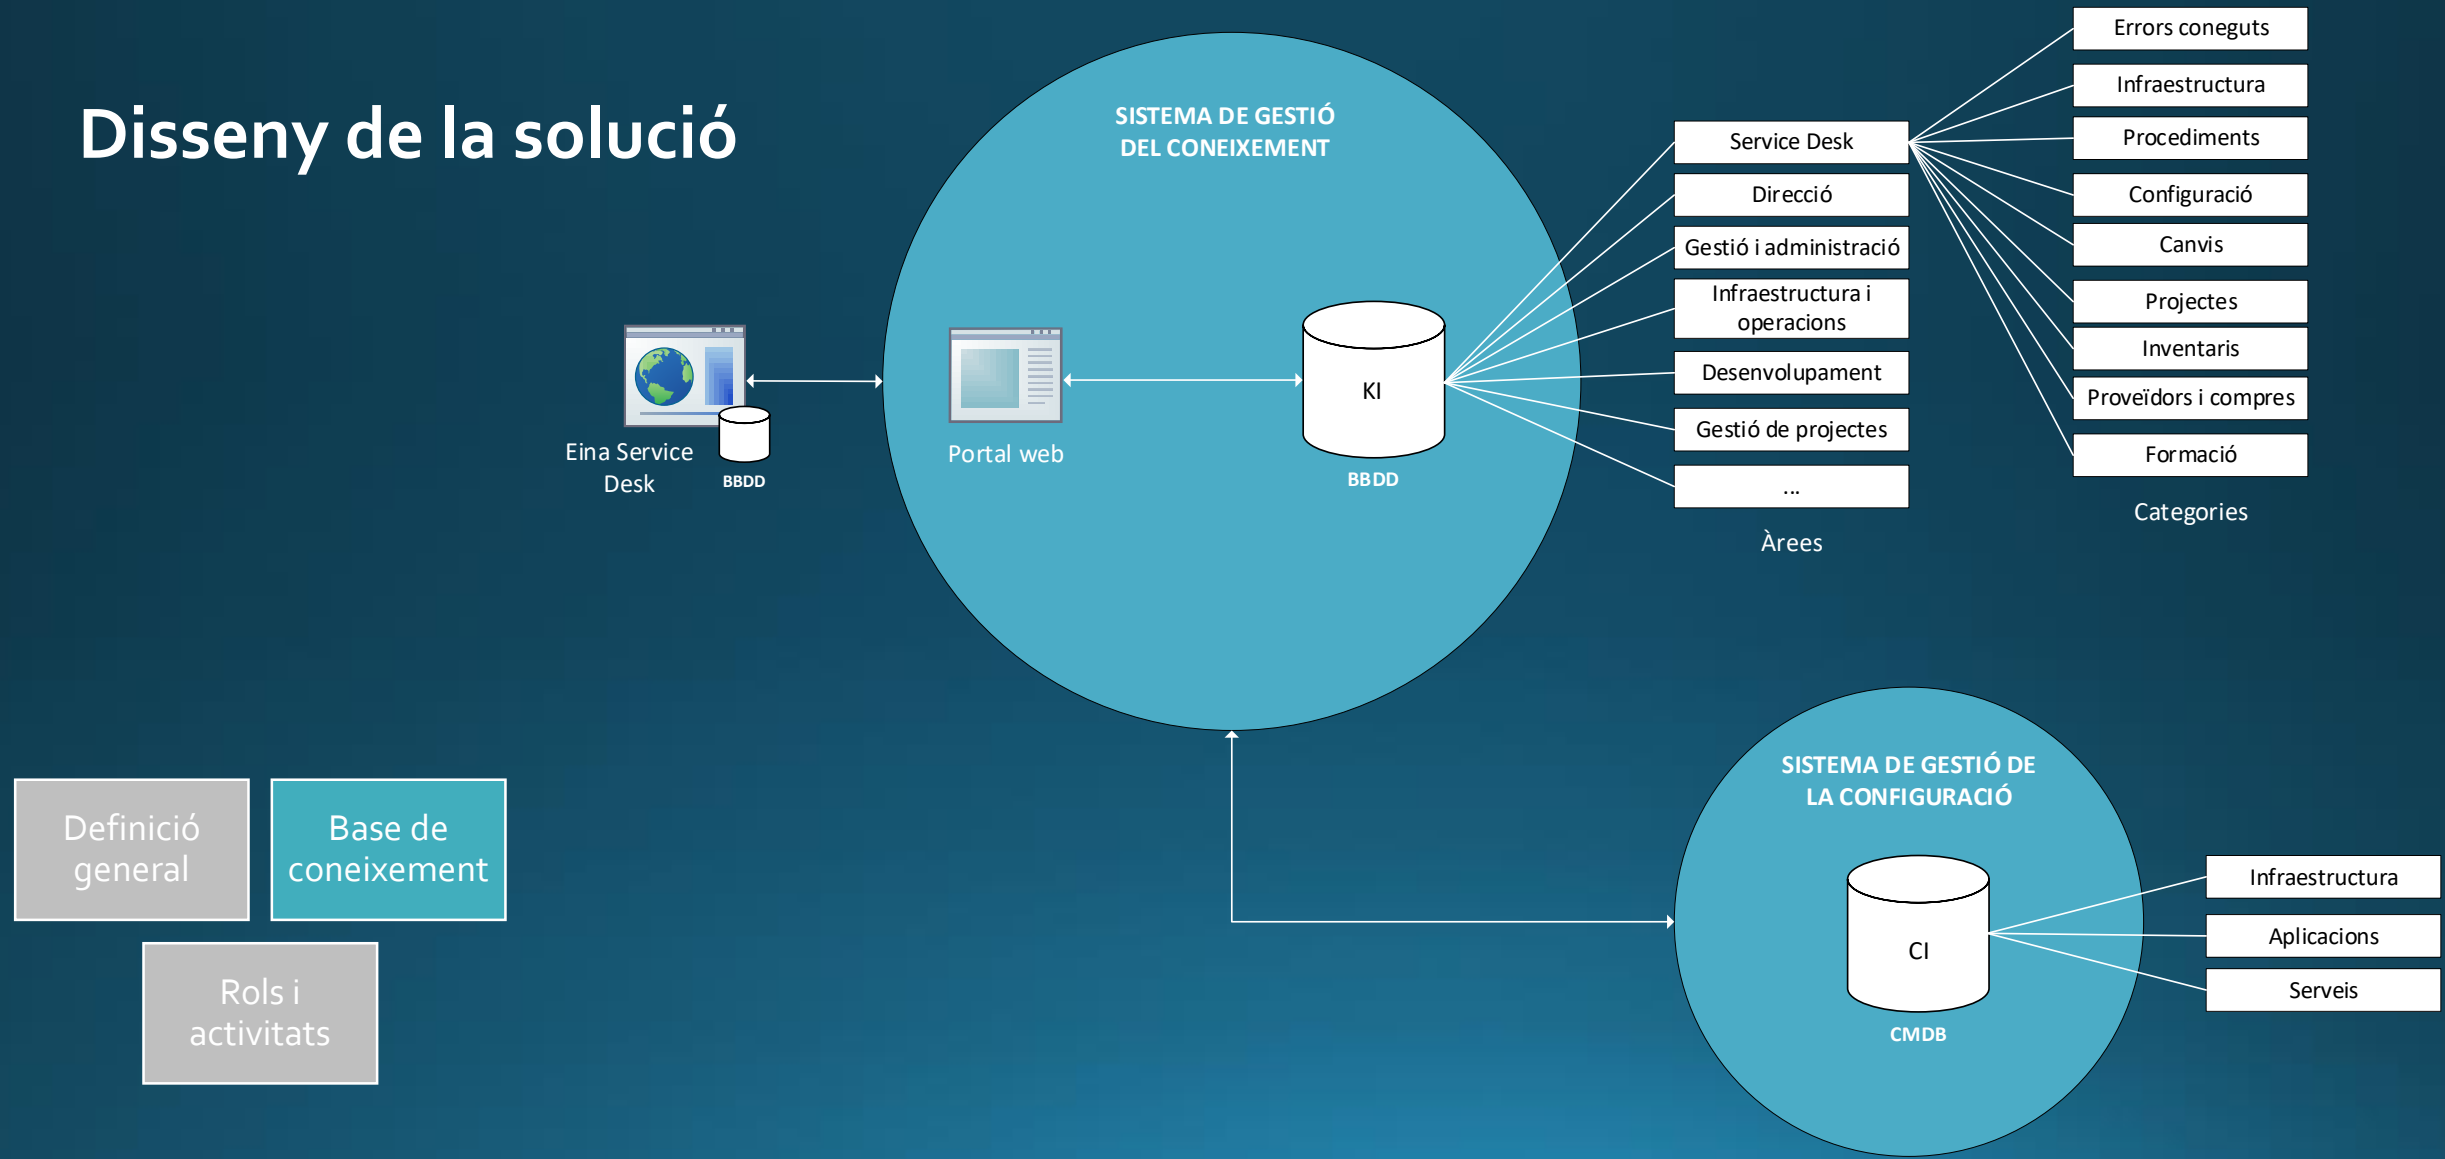 Disseny de la solució
SISTEMA DE GESTIÓ
DEL CONEIXEMENT
Eina Service
Desk
BBDD
Portal web
KI
BBDD
Service Desk
Direcció
Gestió i administració
Infraestructura i
operacions
Desenvolupament
Gestió de projectes
...
Àrees
Errors coneguts
Infraestructura
Procediments
Configuració
Canvis
Projectes
Inventaris
Proveïdors i compres
Formació
Categories
SISTEMA DE GESTIÓ DE
LA CONFIGURACIÓ
CI
CMDB
Infraestructura
Aplicacions
Serveis
Definició
general
Base de
coneixement
Rols i
activitats